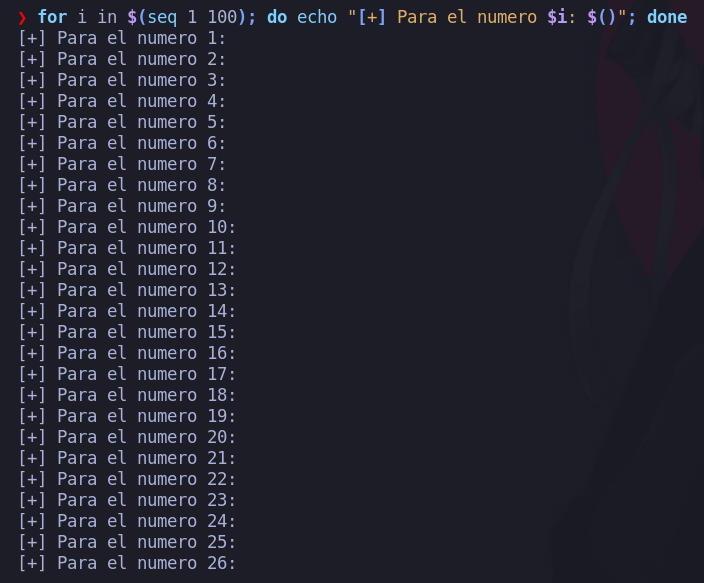 ❯ for i in $(seq 1 100); do echo "[+] Para el numero $i: $()"; done
[+] Para el numero 1:
[+] Para el numero 2:
[+] Para el numero 3:
[+] Para el numero 4:
[+] Para el numero 5:
[+] Para el numero 6:
[+] Para el numero 7:
[+] Para el numero 8:
[+] Para el numero 9:
[+] Para el numero 10:
[+] Para el numero 11:
[+] Para el numero 12:
[+] Para el numero 13:
[+] Para el numero 14:
[+] Para el numero 15:
[+] Para el numero 16:
[+] Para el numero 17:
[+] Para el numero 18:
[+] Para el numero 19:
[+] Para el numero 20:
[+] Para el numero 21:
[+] Para el numero 22:
[+] Para el numero 23:
[+] Para el numero 24:
[+] Para el numero 25:
[+] Para el numero 26: